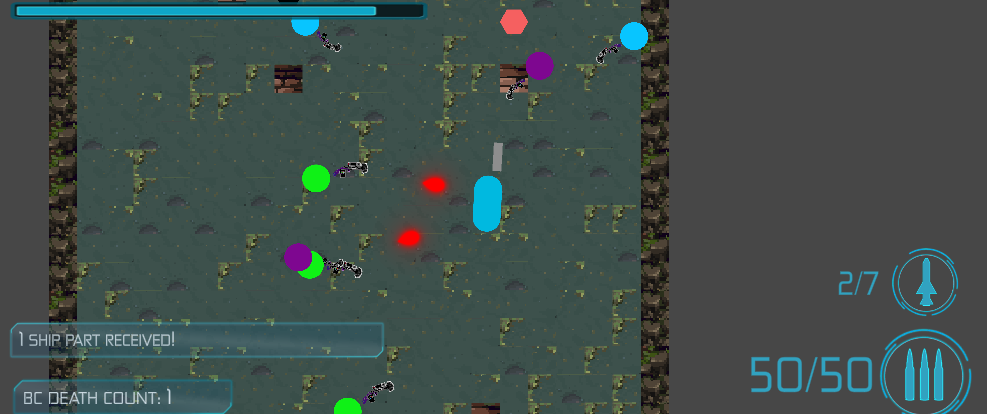 2/7
1 SHIP PART RECEIVED!
50/50
BC DEATH COUNT: 1